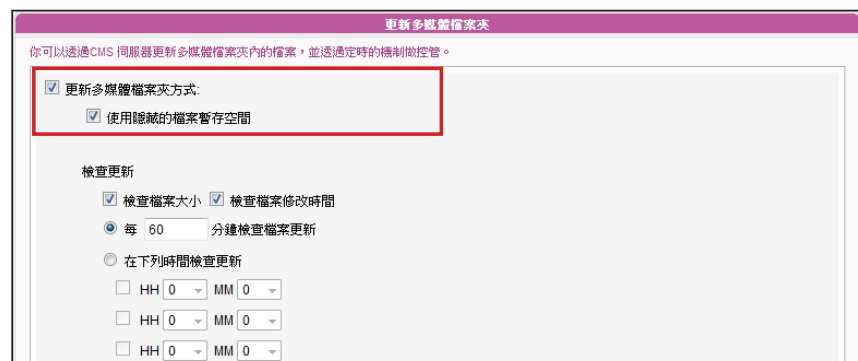 更新多媒體檔案夾
你可以透過CMS 伺服器更新多媒體檔案夾內的檔案，並透過定時的機制做控管。
更新多媒體檔案夾方式:
使用隱藏的檔案暫存空間
檢查更新
檢查檔案大小 檢查檔案修改時間
每 60 分鐘檢查檔案更新
在下列時間檢查更新
HH 0 MM 0
HH 0 MM 0
HH 0 MM 0